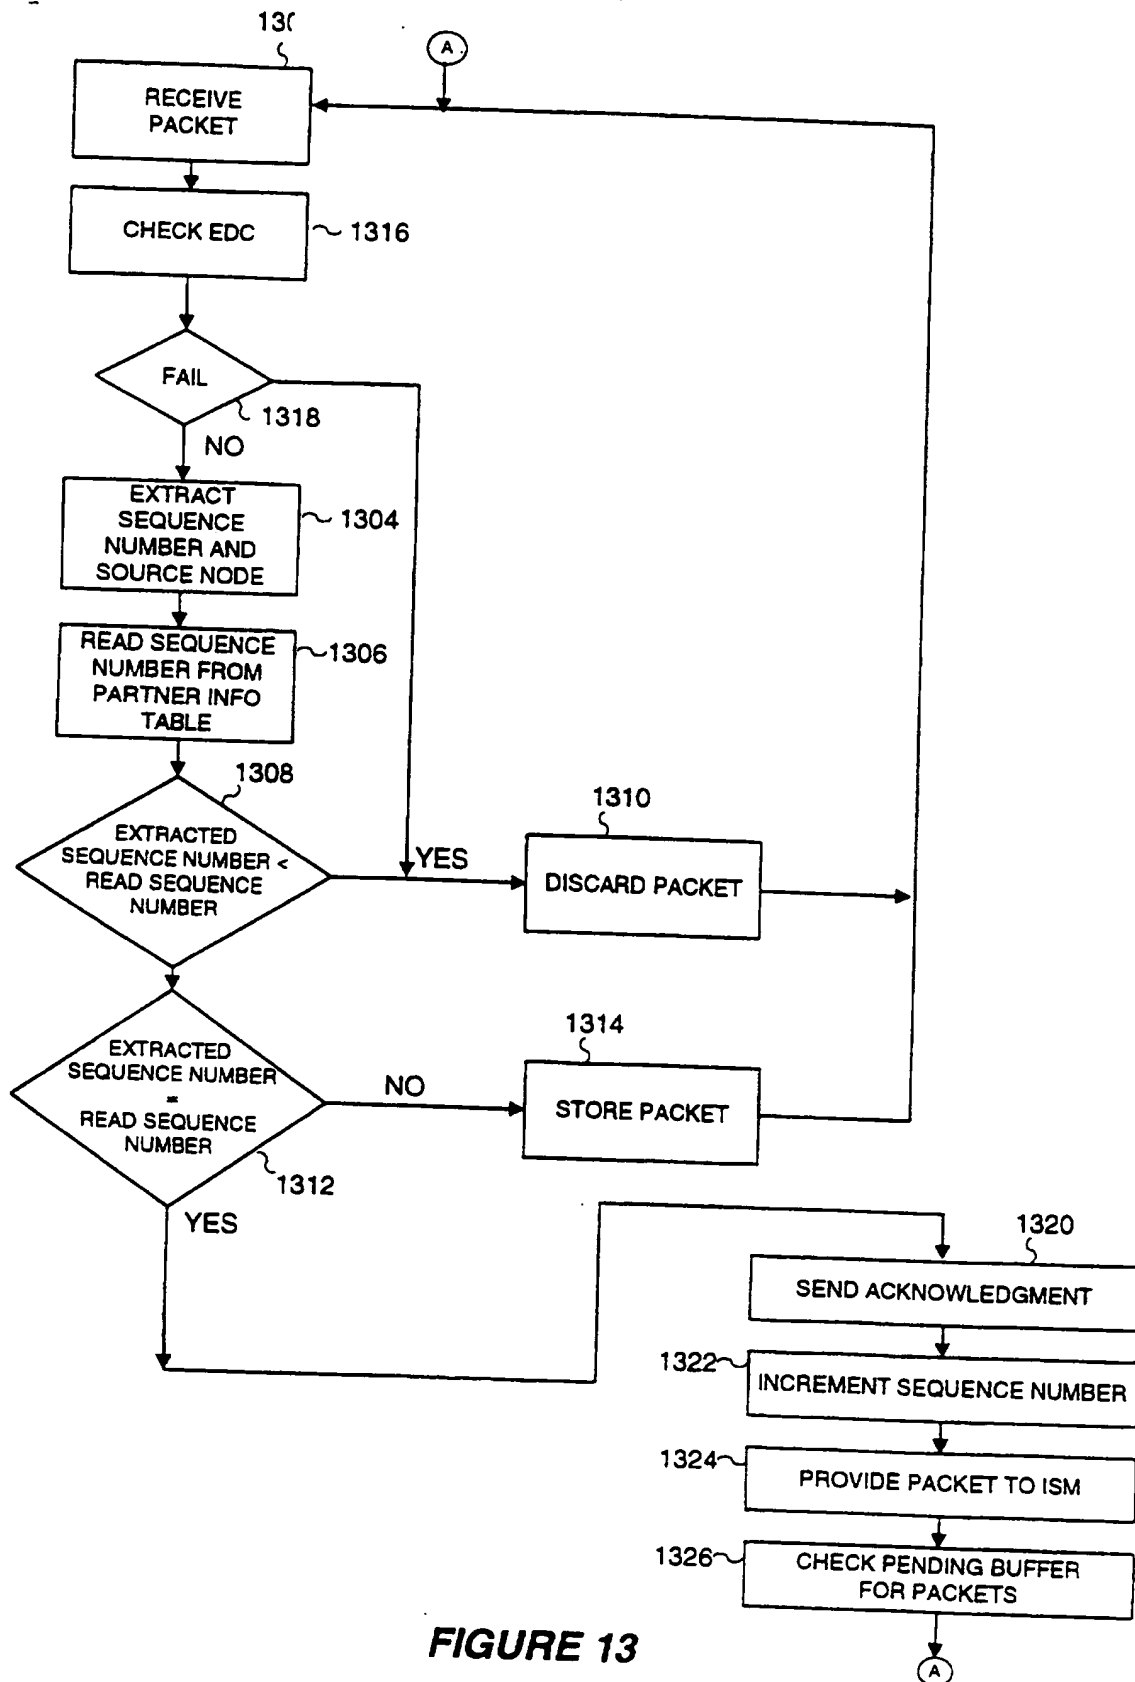 130
A
RECEIVE
PACKET
CHECK EDC
1316
FAIL
1318
NO
EXTRACT
SEQUENCE
NUMBER AND
SOURCE NODE
1304
READ SEQUENCE
NUMBER FROM
PARTNER INFO
TABLE
1306
1308
EXTRACTED
SEQUENCE NUMBER <
READ SEQUENCE
NUMBER
YES
1310
DISCARD PACKET
EXTRACTED
SEQUENCE NUMBER
=
READ SEQUENCE
NUMBER
1312
NO
1314
STORE PACKET
YES
1320
SEND ACKNOWLEDGMENT
1322
INCREMENT SEQUENCE NUMBER
1324
PROVIDE PACKET TO ISM
1326
CHECK PENDING BUFFER
FOR PACKETS
A
FIGURE 13